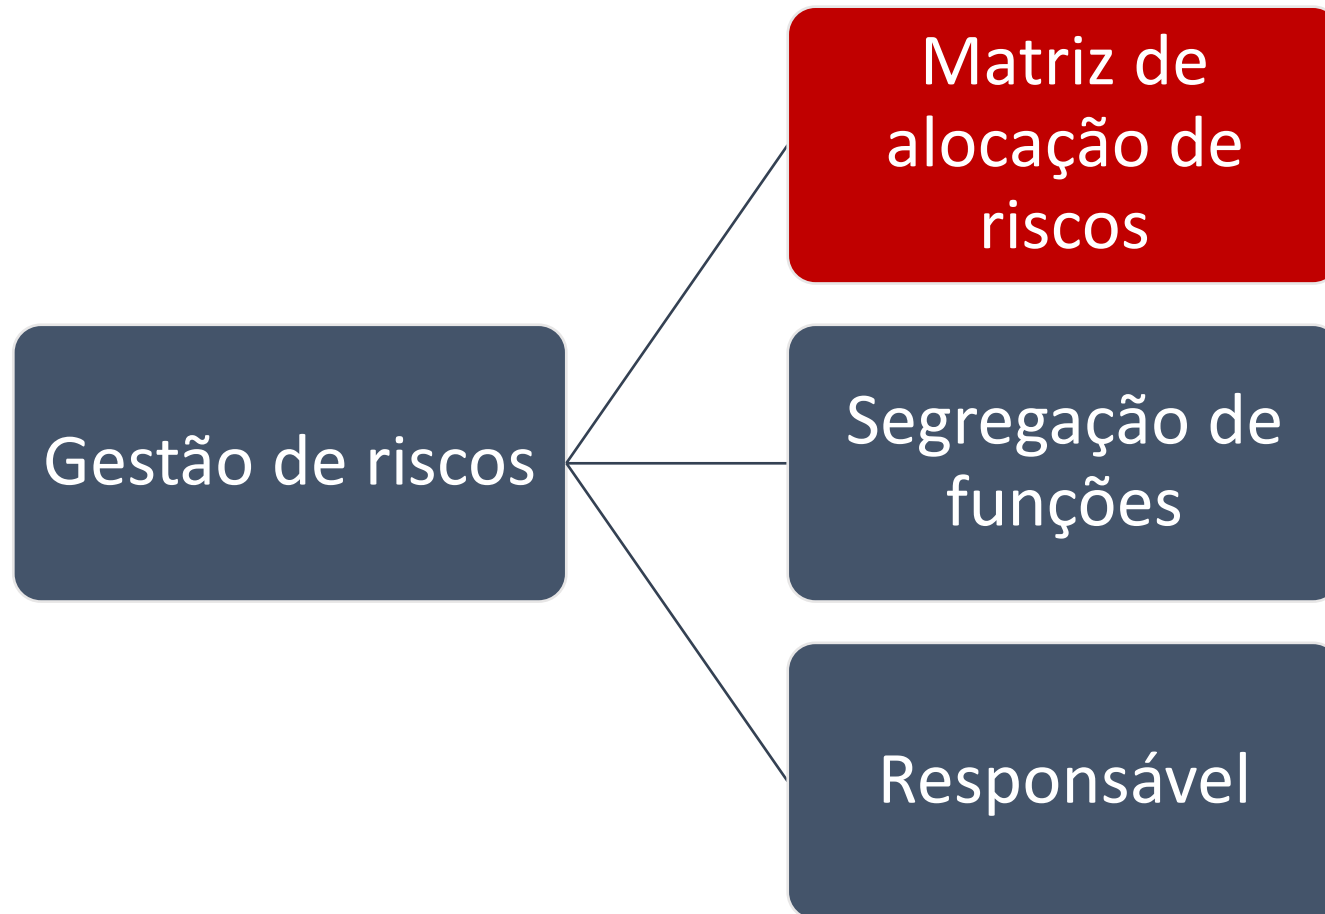 Matriz de
alocação de
riscos
Gestão de riscos
Segregação de
funções
Responsável